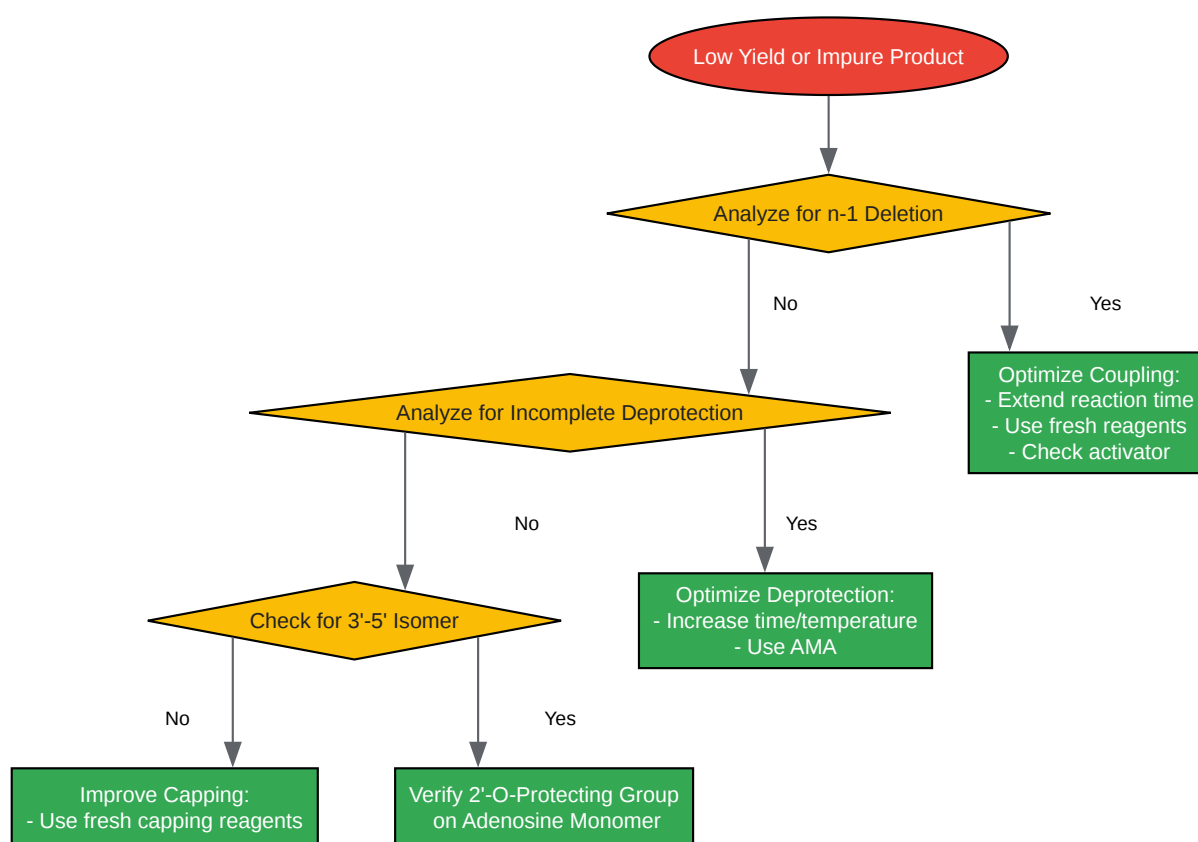 Low Yield or Impure Product
Analyze for n-1 Deletion
No
Yes
Optimize Coupling:
- Extend reaction time
- Use fresh reagents
- Check activator
Analyze for Incomplete Deprotection
No
Yes
Optimize Deprotection:
- Increase time/temperature
- Use AMA
Check for 3'-5' Isomer
No
Yes
Improve Capping:
- Use fresh capping reagents
Verify 2'-O-Protecting Group
on Adenosine Monomer